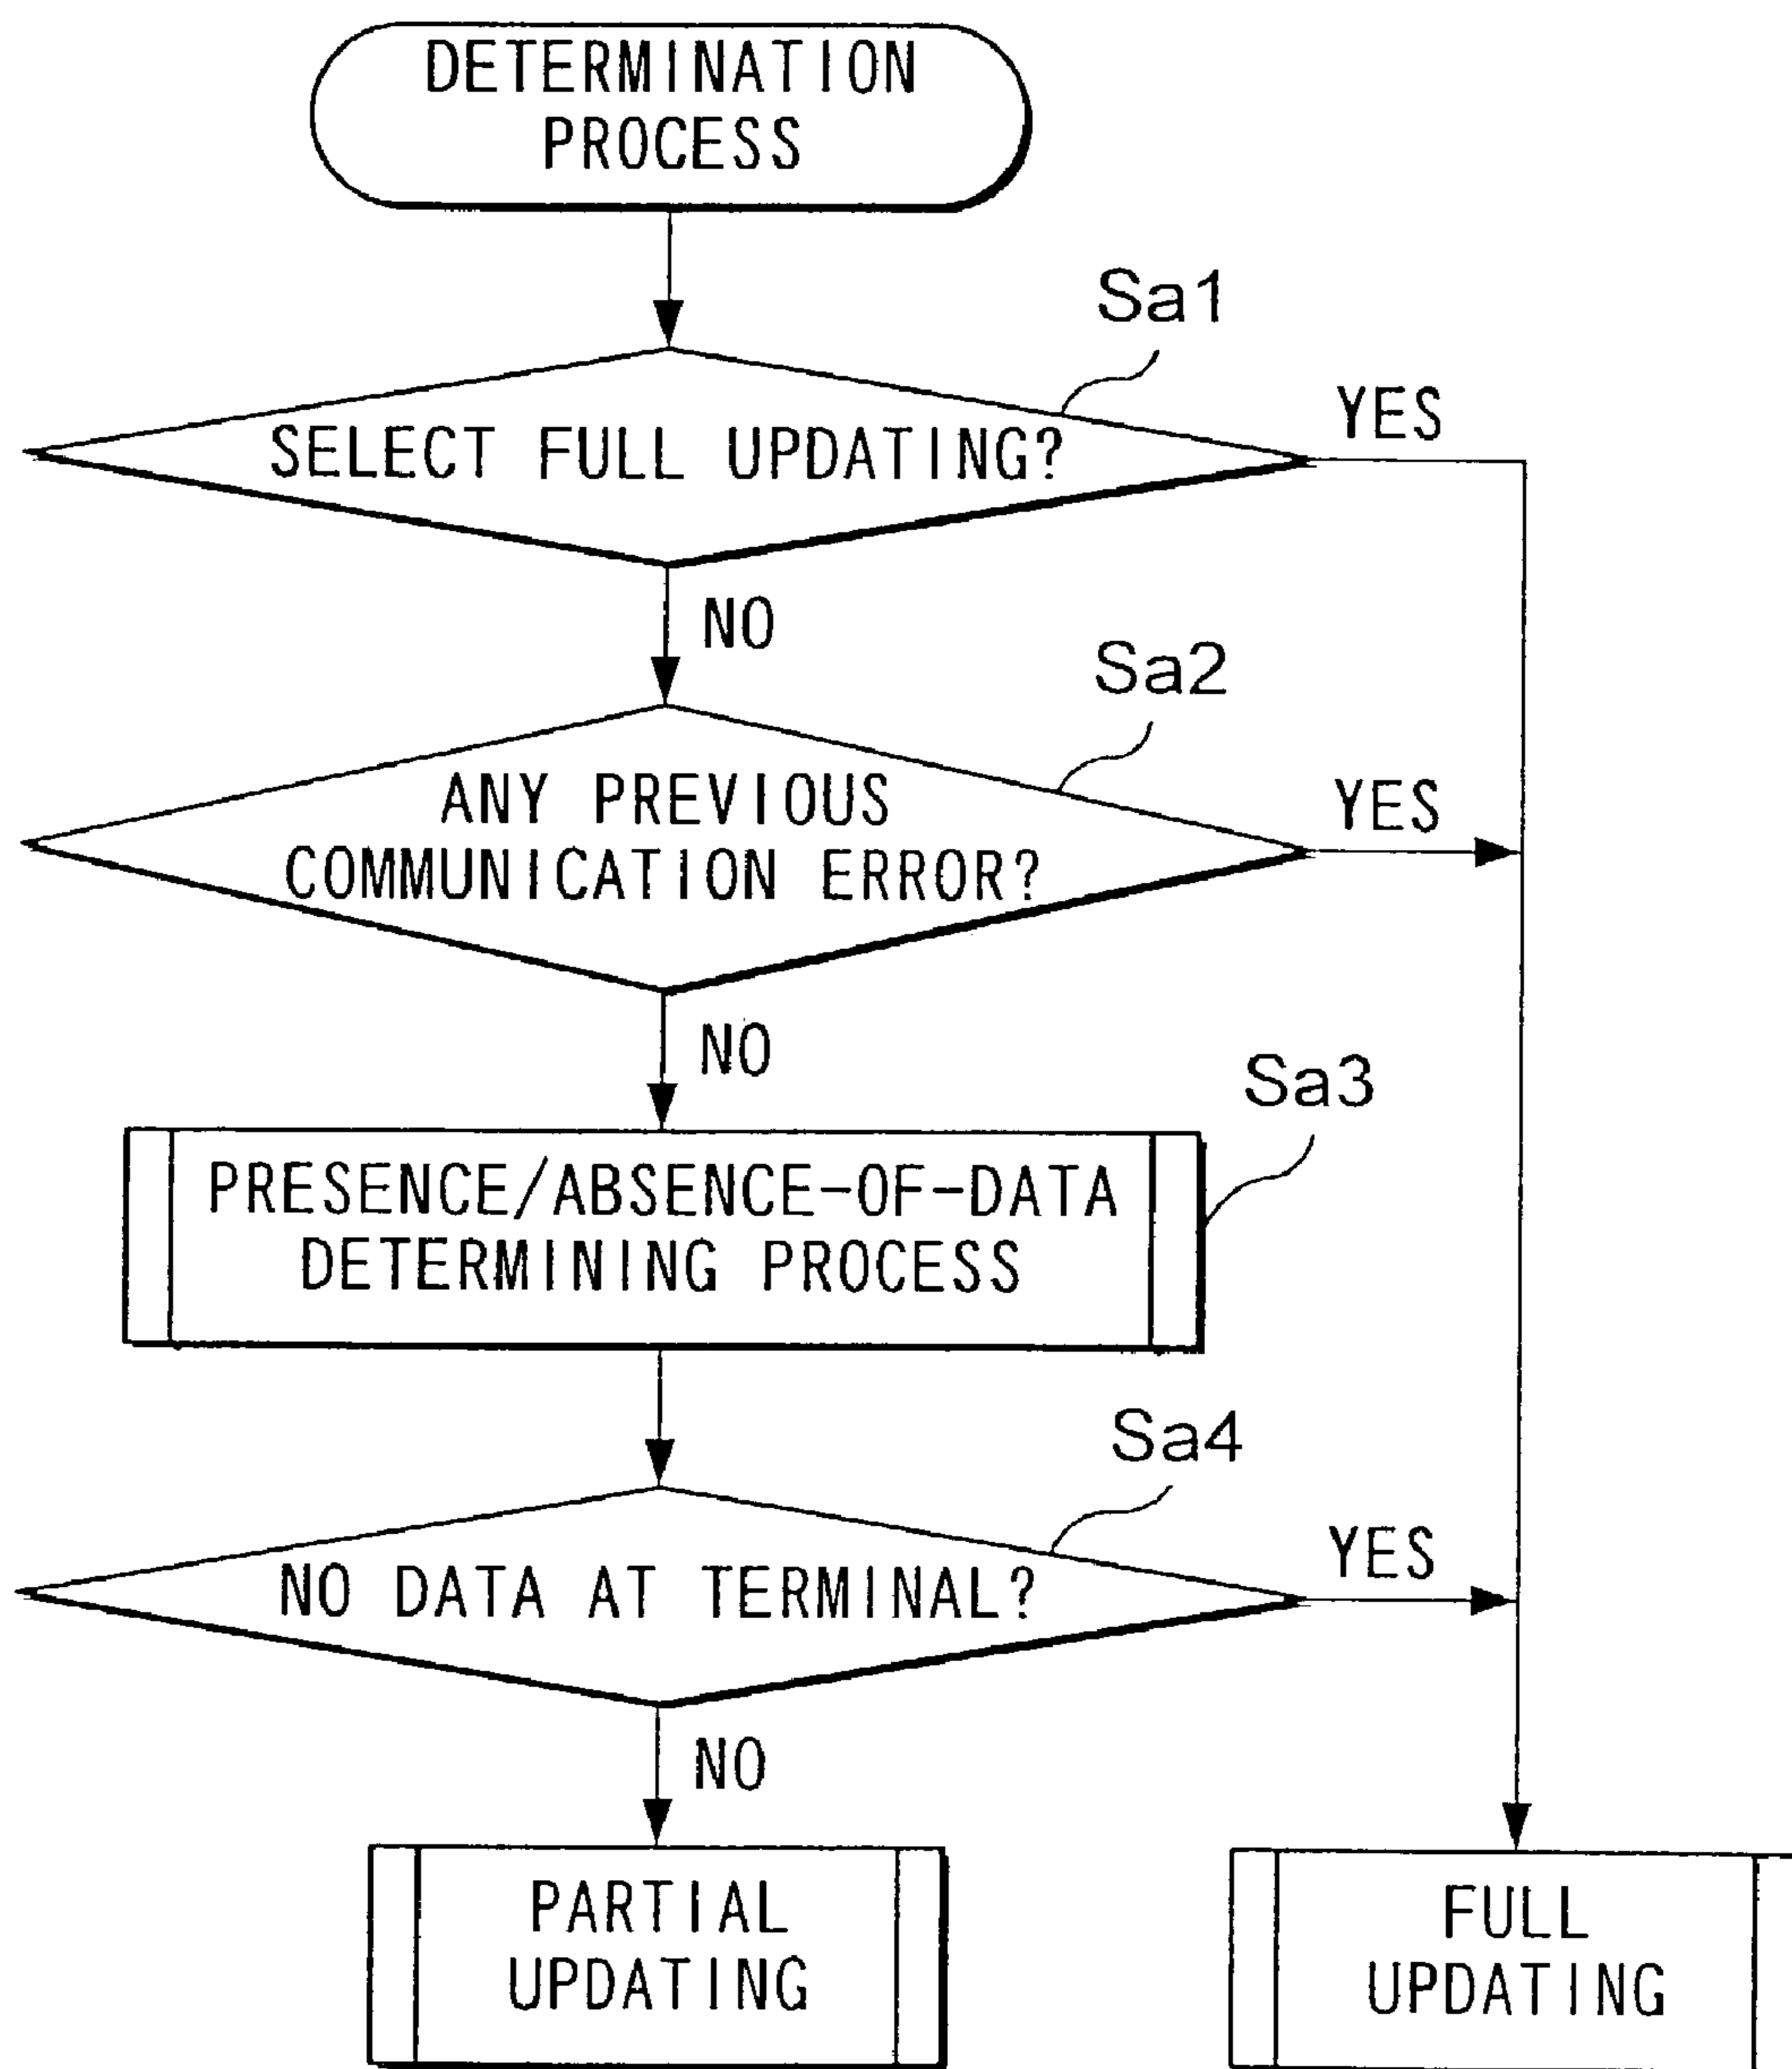 DETERMINATION
PROCESS
Sa1
SELECT FULL UPDATING?
YES
NO
Sa2
ANY PREVIOUS
COMMUNICATION ERROR?
YES
NO
Sa3
PRESENCE/ABSENCE-OF-DATA
DETERMINING PROCESS
Sa4
NO DATA AT TERMINAL?
YES
NO
PARTIAL
UPDATING
FULL
UPDATING